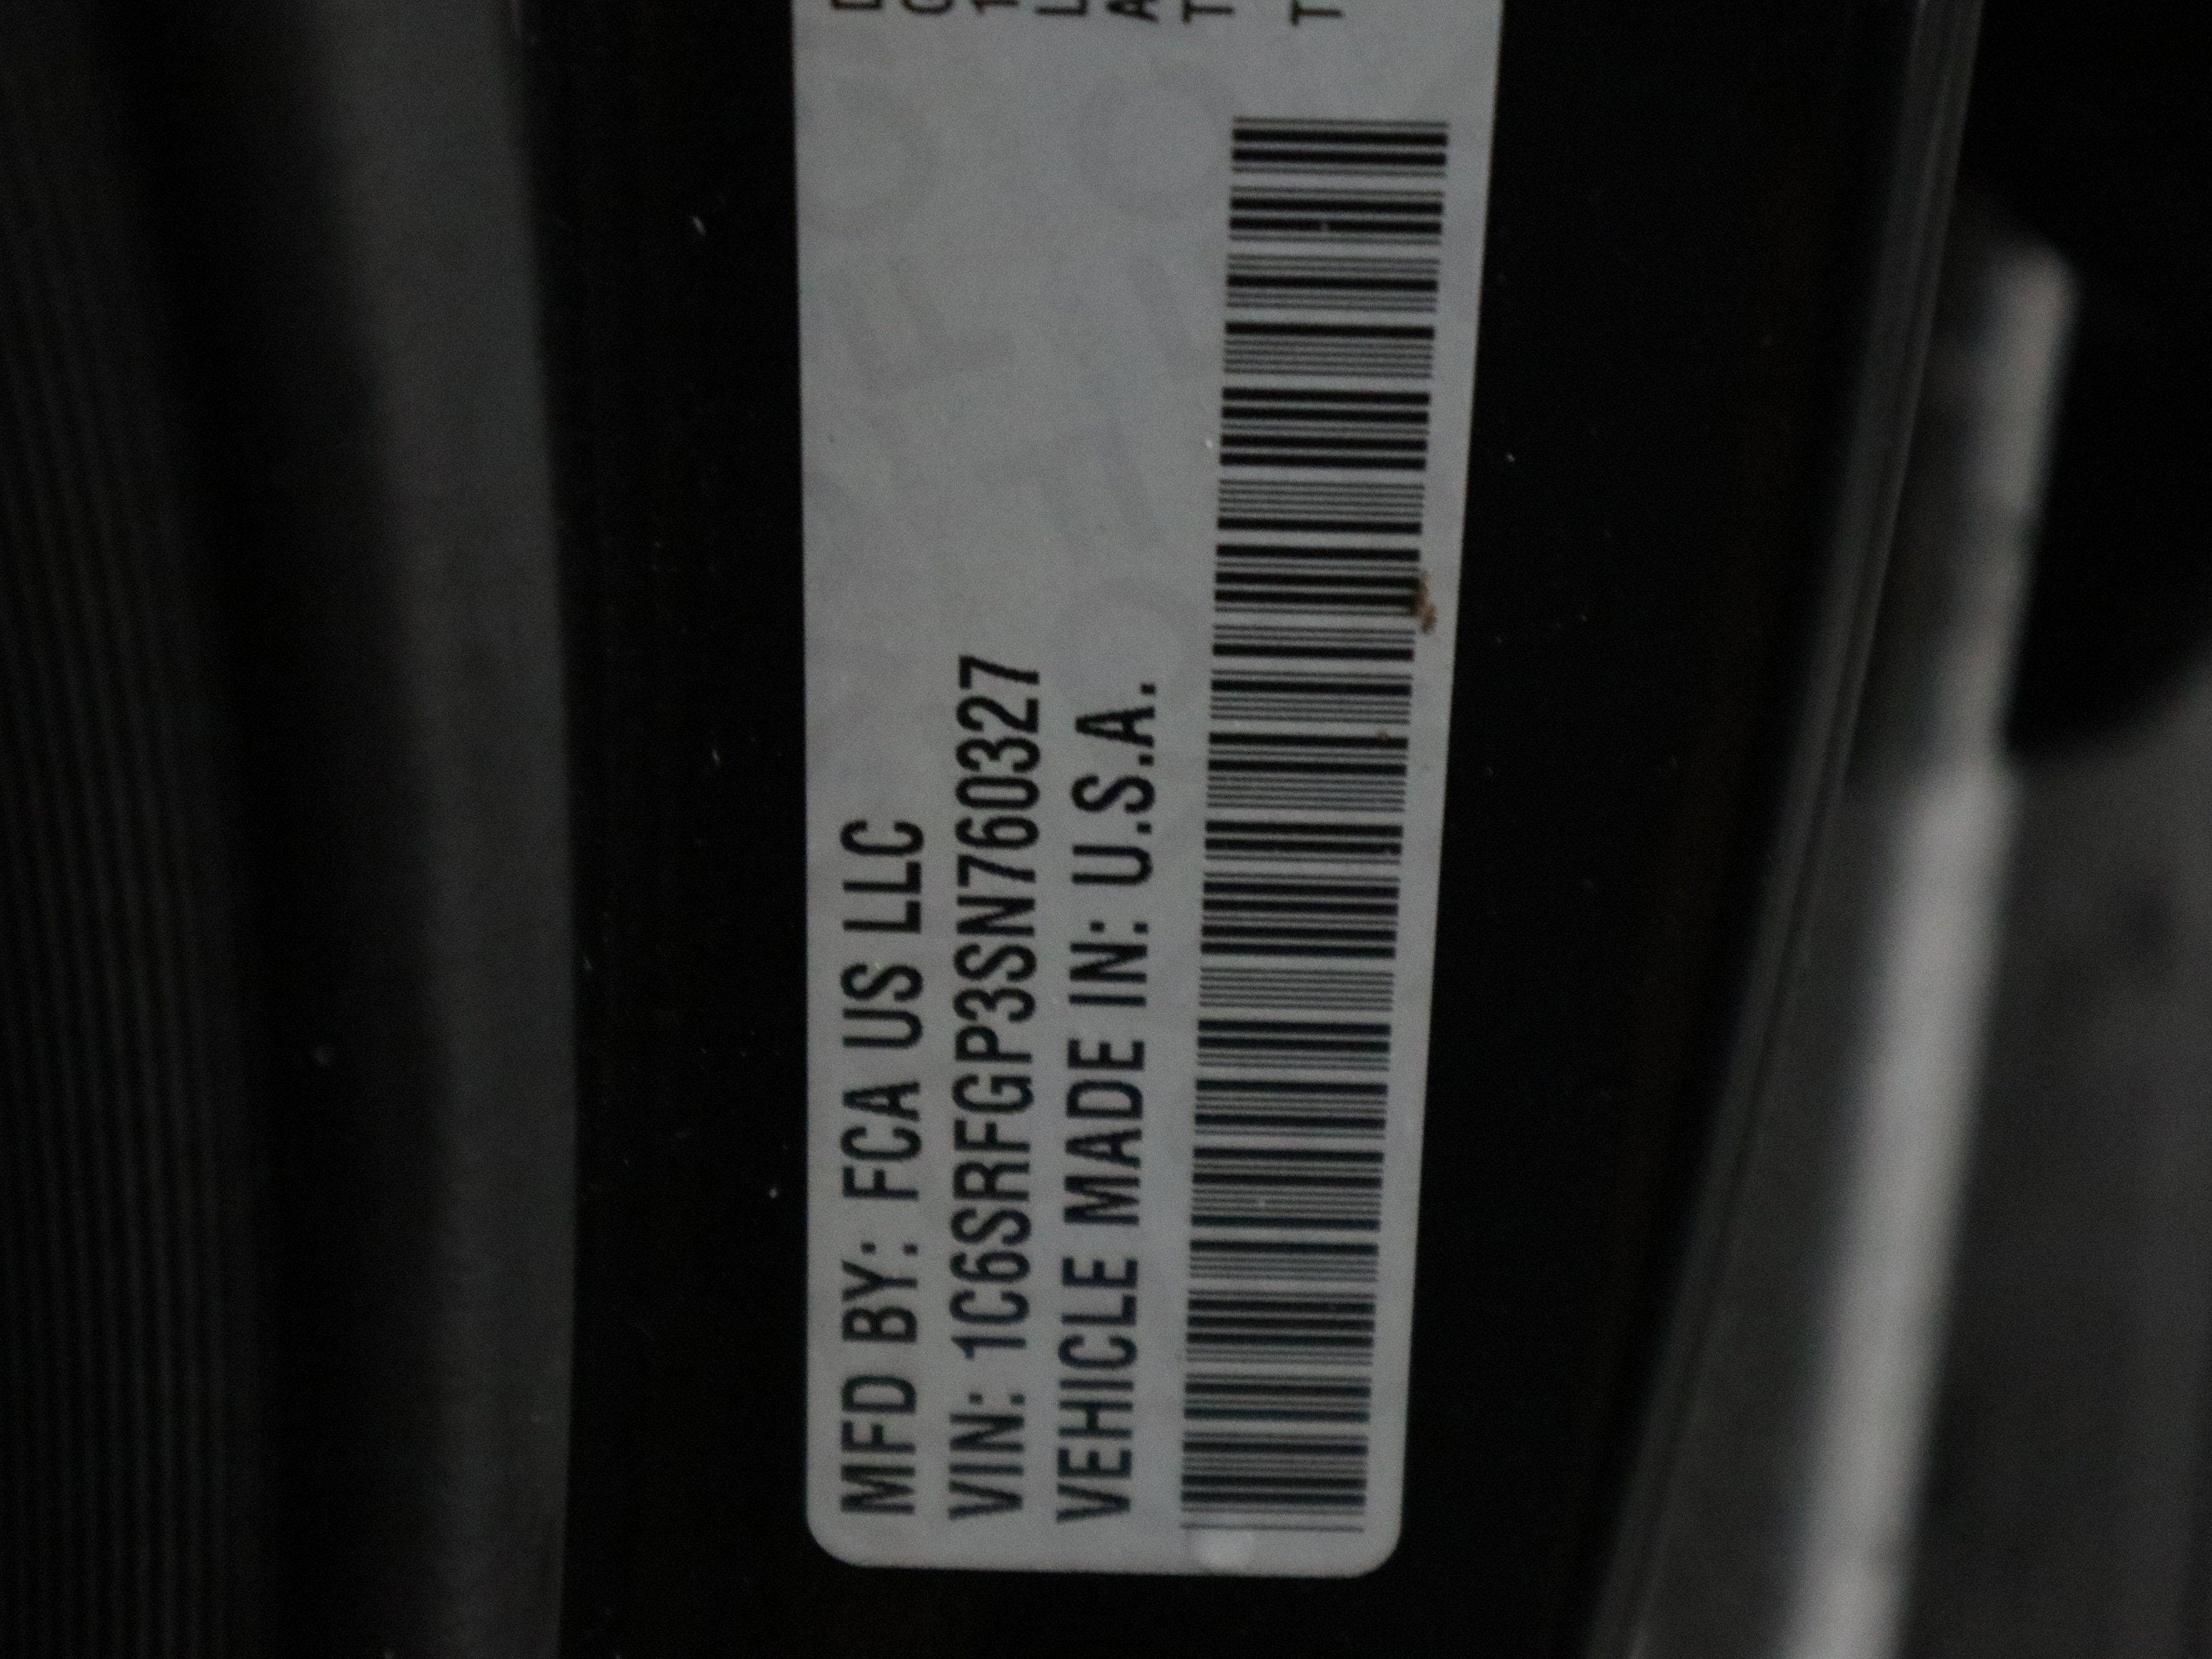 MFD BY: FCA US LLC
VIN: 1C6SRFGP3SN760327
VEHICLE MADE IN: U.S.A.